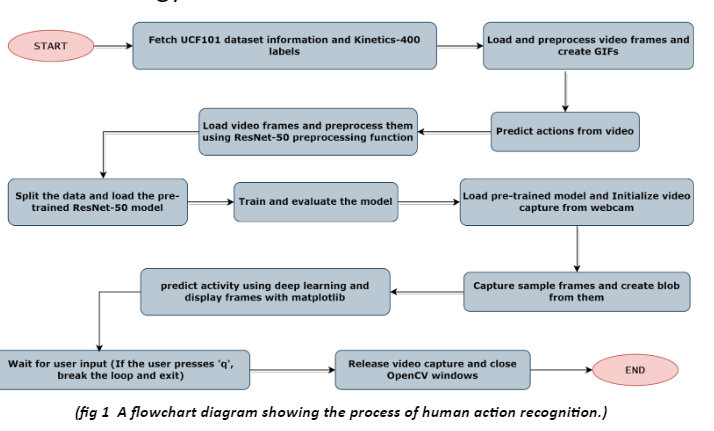 START
Fetch UCF101 dataset information and Kinetics-400
labels
Load and preprocess video frames and
create GIFs
Predict actions from video
Load video frames and preprocess them
using ResNet-50 preprocessing function
Split the data and load the pre-
trained ResNet-50 model
Train and evaluate the model
Load pre-trained model and Initialize video
capture from webcam
Capture sample frames and create blob
from them
predict activity using deep learning and
display frames with matplotlib
Wait for user input (If the user presses 'q',
break the loop and exit)
Release video capture and close
OpenCV windows
END
(fig 1 A flowchart diagram showing the process of human action recognition.)